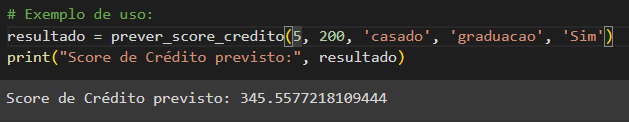 # Exemplo de uso:
resultado = prever_score_credito(5, 200, 'casado', 'graduacao', 'Sim')
print("Score de Crédito previsto:", resultado)
Score de Crédito previsto: 345.5577218109444